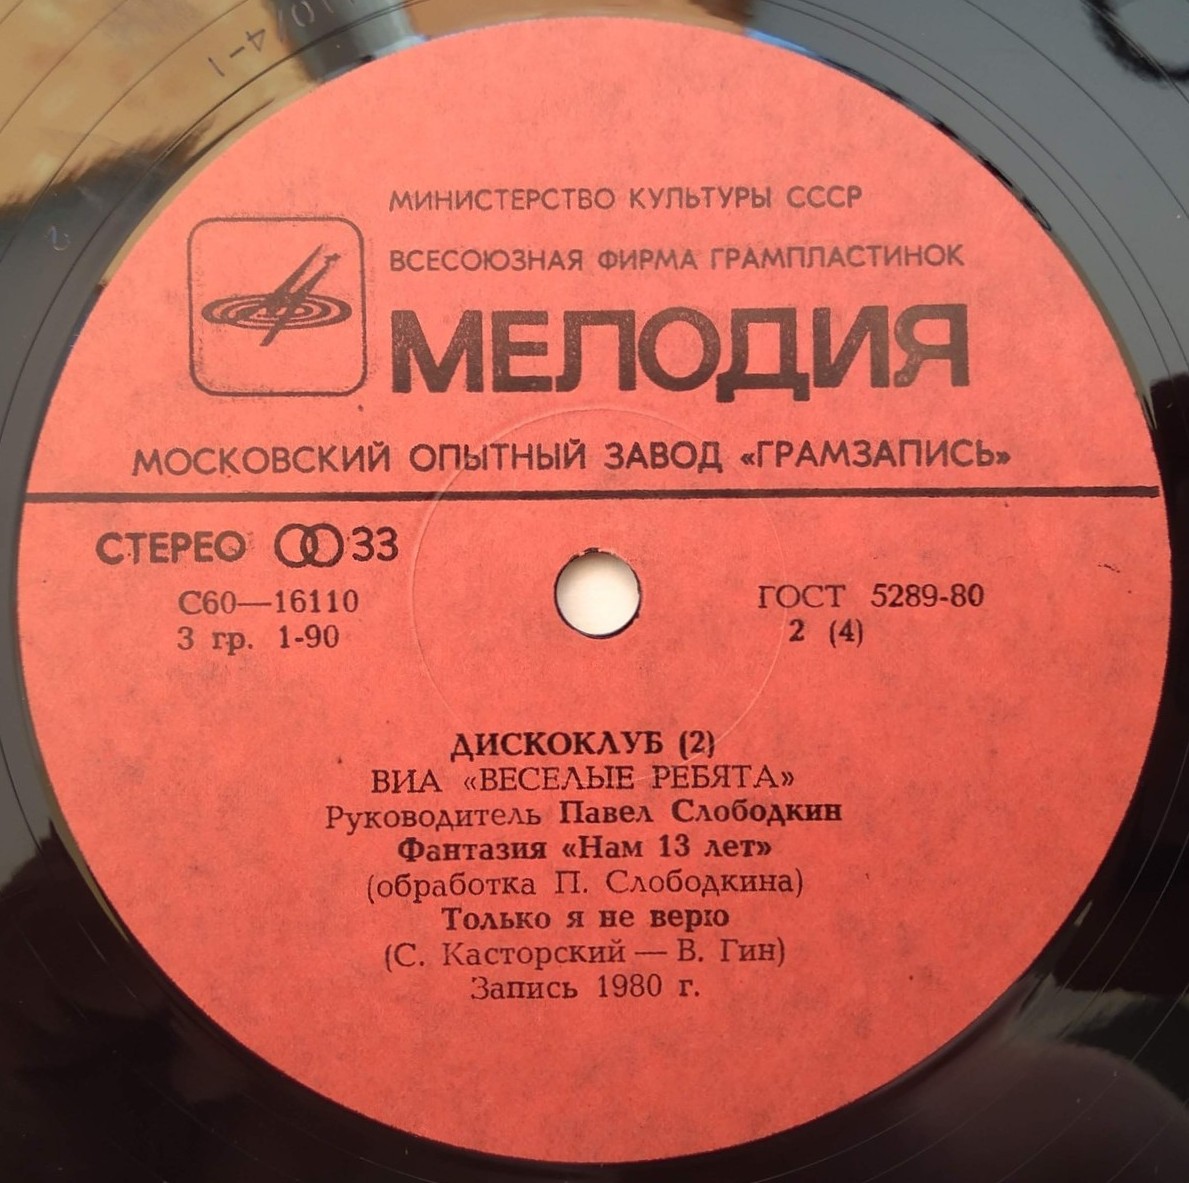 МИНИСТЕРСТВО КУЛЬТУРЫ СССР
ВСЕСОЮЗНАЯ ФИРМА ГРАМПЛАСТИНОК
МЕЛОДИЯ
МОСКОВСКИЙ ОПЫТНЫЙ ЗАВОД «ГРАМЗАПИСЬ»
СТЕРЕО 33
С60—16110
3 гр. 1-90
ГОСТ 5289-80
2 (4)
ДИСКОКЛУБ (2)
ВИА «ВЕСЕЛЫЕ РЕБЯТА»
Руководитель Павел Слободкин
Фантазия «Нам 13 лет»
(обработка П. Слободкина)
Только я не верю
(С. Касторский — В. Гин)
Запись 1980 г.